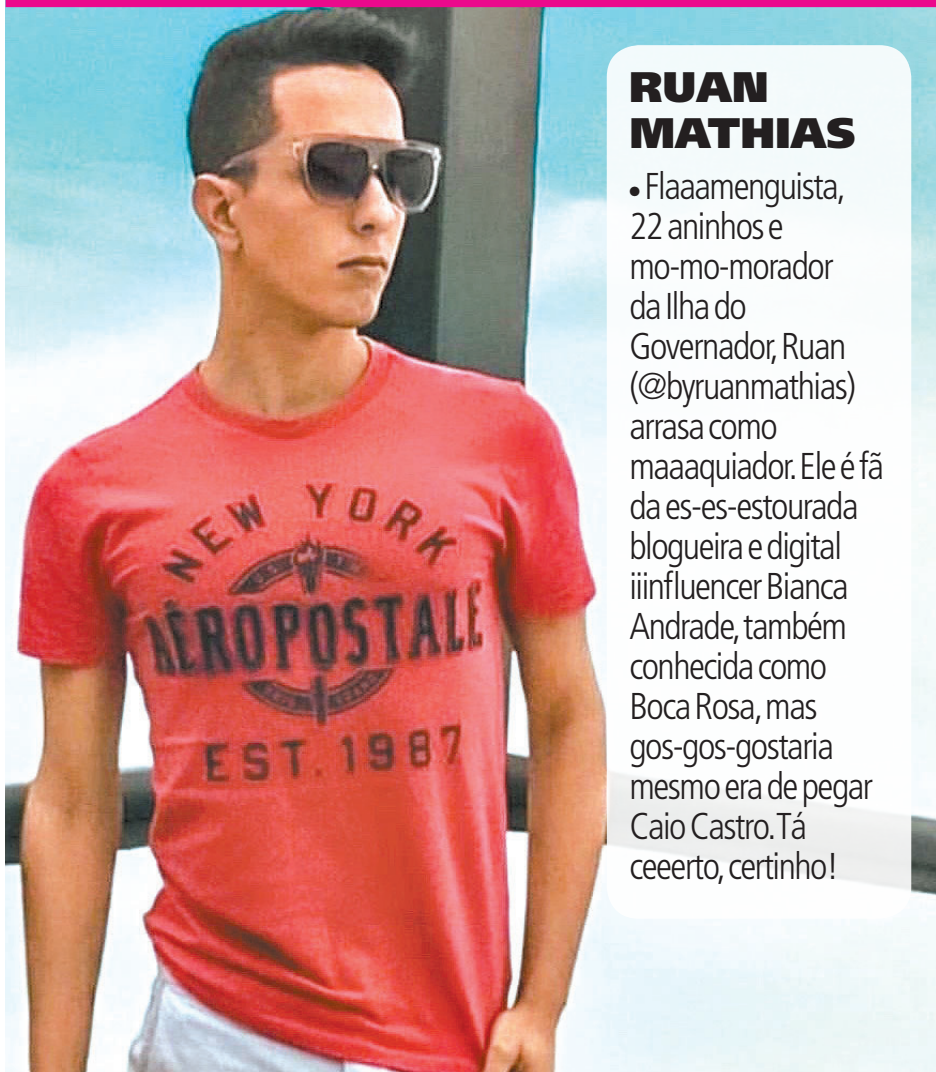 RUAN
MATHIAS
• Flaaamenguista,
22 aninhos e
mo-mo-morador
da Ilha do
Governador, Ruan
(@byruanmathias)
arrasa como
maaaquiador. Ele é fã
da es-es-estourada
blogueira e digital
iiinfluencer Bianca
Andrade, também
conhecida como
Boca Rosa, mas
gos-gos-gostaria
mesmo era de pegar
Caio Castro. Tá
ceeerto, certinho!
NEW YORK
AÉROPOSTALE
EST. 1987